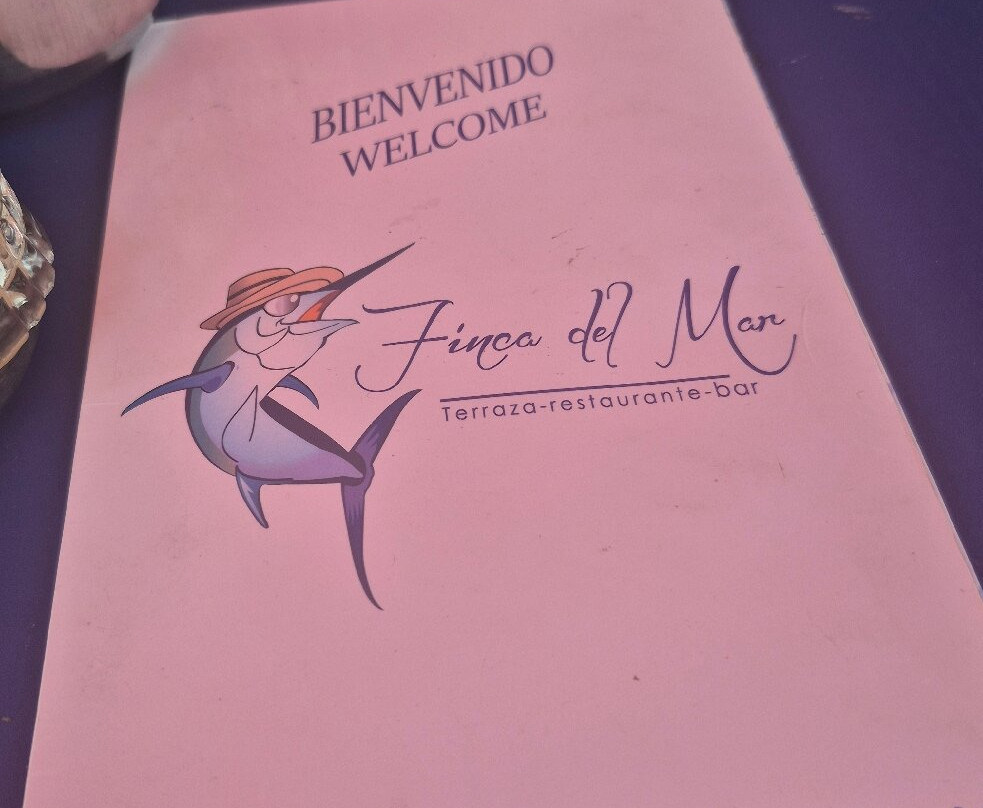 BIENVENIDO
WELCOME
Finca del Mar
Terraza-restaurante-bar